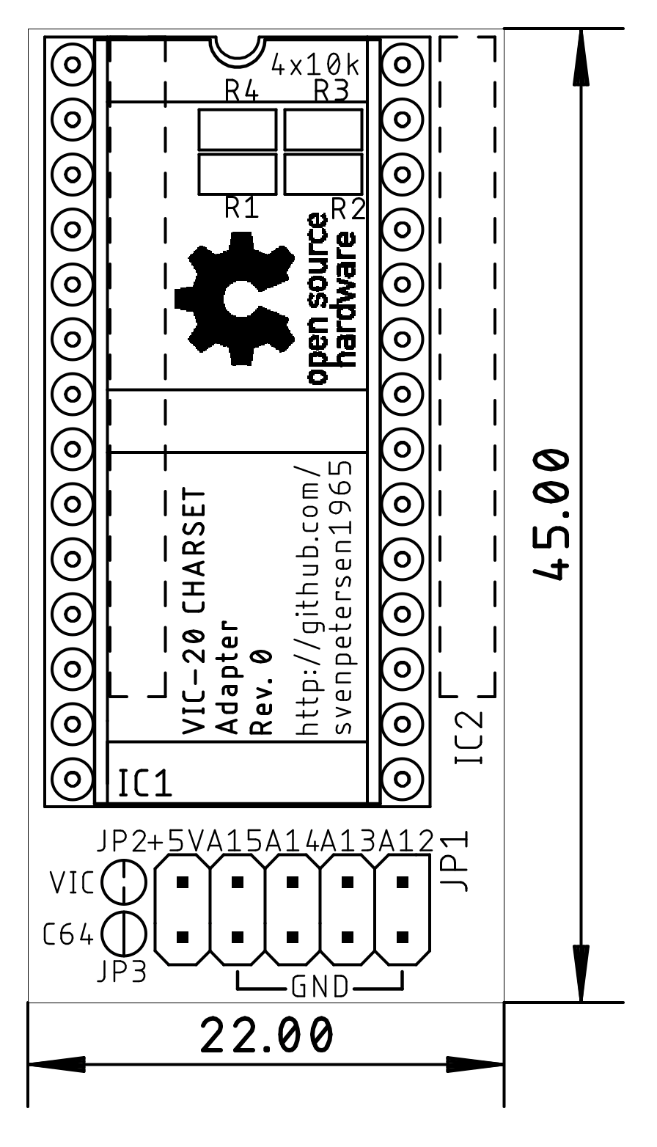 4x10k
R4 R3
R1 R2
open source
hardware
45.00
VIC-20 CHARSET
Adapter
Rev. 0
http://github.com/
svenpetersen1965
IC2
IC1
JP2 +5V A15 A14 A13 A12
JP1
VIC
C64
JP3
GND
22.00